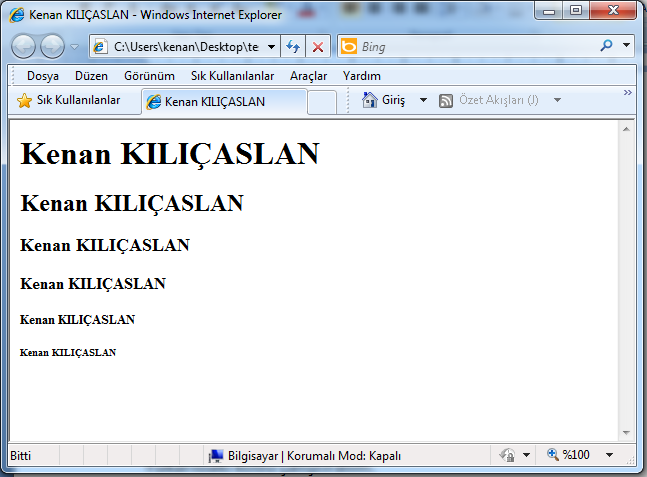 Kenan KILIÇASLAN - Windows Internet Explorer
C:\Users\kenan\Desktop\te
Bing
Dosya Düzen Görünüm Sık Kullanılanlar Araçlar Yardım
Sık Kullanılanlar Kenan KILIÇASLAN Giriş Özet Akışları (J) »
Kenan KILIÇASLAN
Kenan KILIÇASLAN
Kenan KILIÇASLAN
Kenan KILIÇASLAN
Kenan KILIÇASLAN
Kenan KILIÇASLAN
Bitti Bilgisayar | Korumalı Mod: Kapalı %100